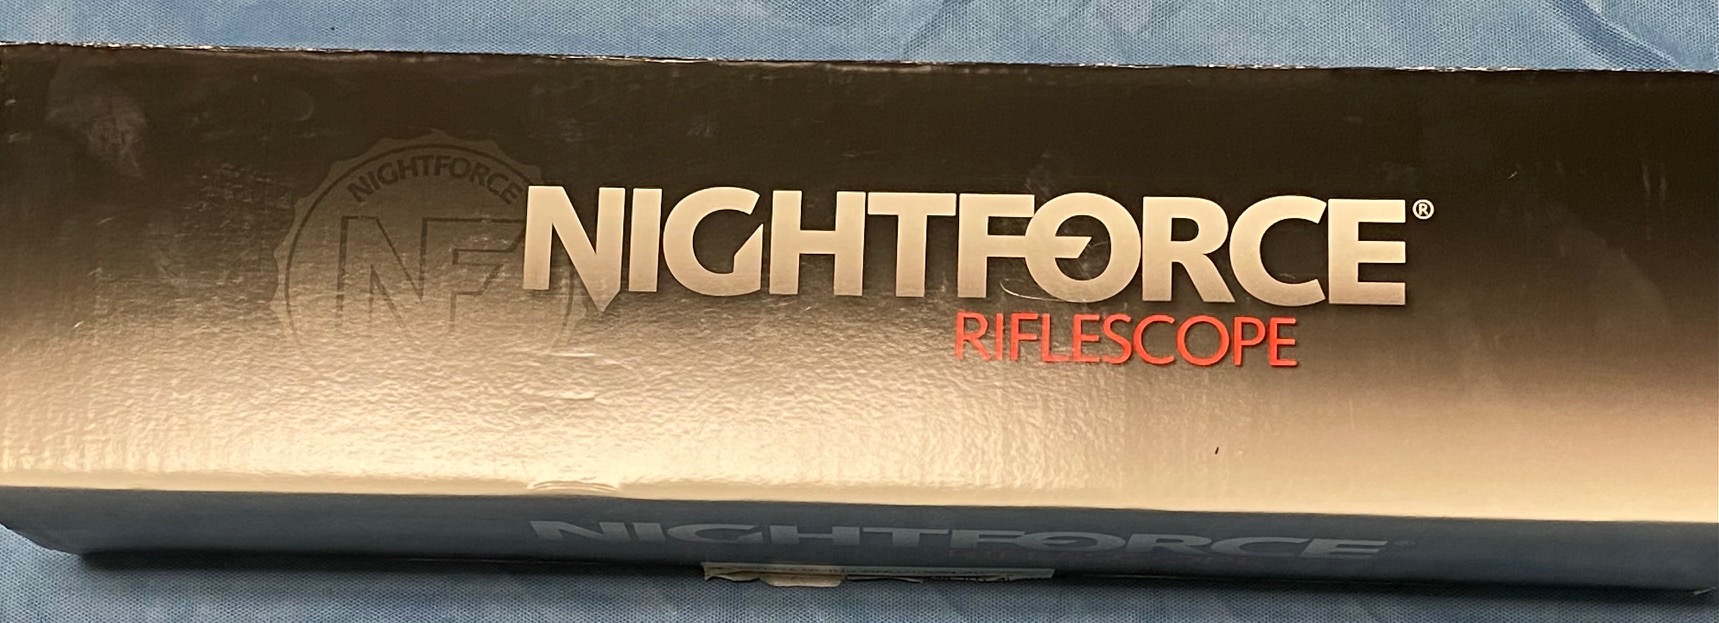 NIGHTFORCE
NF
NIGHTFORCE®
RIFLESCOPE
NIGHTFORCE